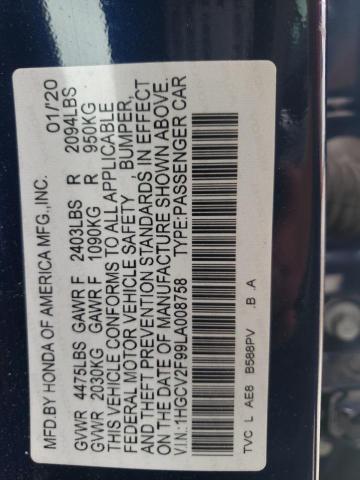 MFD.BY HONDA OF AMERICA MFG.,INC. 01/'20
GVWR 4475LBS GAWR F 2403LBS R 2094LBS
GVWR 2030KG GAWR F 1090KG R 950KG
THIS VEHICLE CONFORMS TO ALL APPLICABLE
FEDERAL MOTOR VEHICLE SAFETY , BUMPER,
AND THEFT PREVENTION STANDARDS IN EFFECT
ON THE DATE OF MANUFACTURE SHOWN ABOVE.
V.I.N.:1HGCV2F99LA008758 TYPE:PASSENGER CAR
TVC L AE8 B588PV .B .A